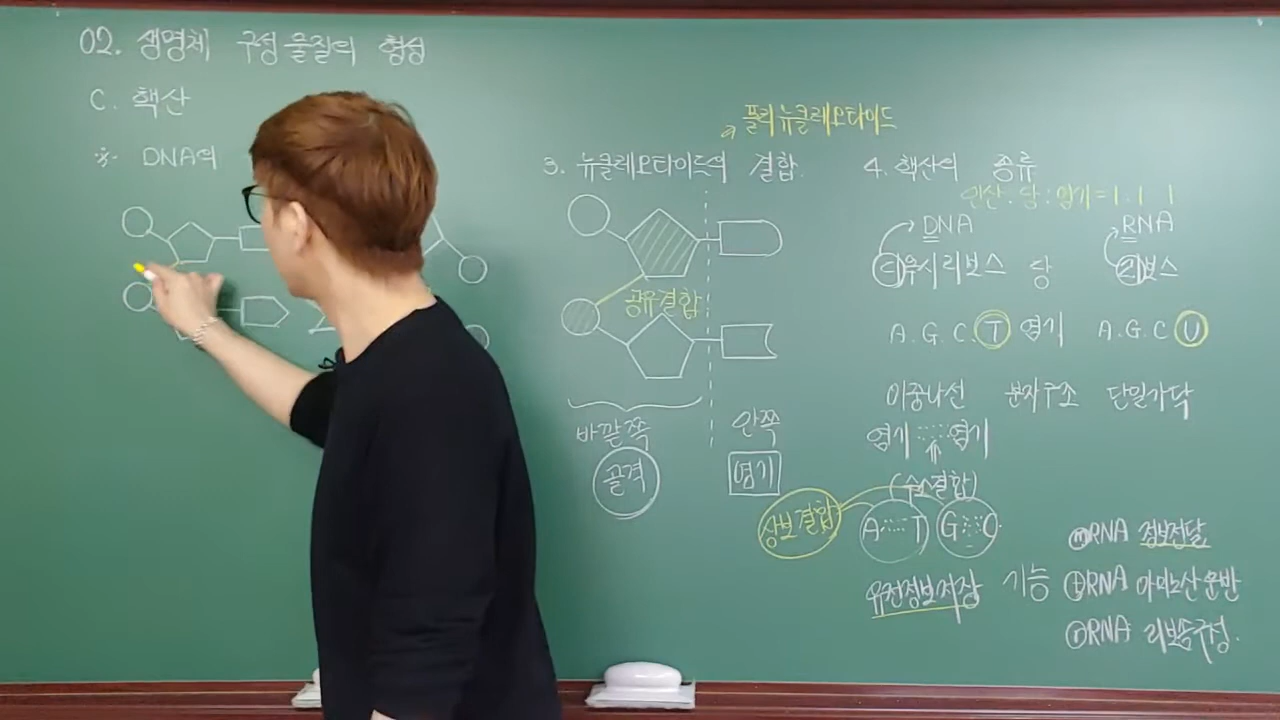 02. 생명체 구성 물질의 형성
C. 핵산
※ DNA의
폴리뉴클레오타이드
3. 뉴클레오타이드의 결합
공유결합
바깥쪽
안쪽
골격
염기
4. 핵산의 종류
인산 : 당 : 염기 = 1 : 1 : 1
DNA
RNA
디옥시리보스 당 리보스
A. G. C. T 염기 A. G. C U
이중나선 분자구조 단일가닥
염기 염기
(수소결합)
상보결합
A T G C
유전정보저장 기능
mRNA 정보전달
tRNA 아미노산 운반
rRNA 리보솜구성.